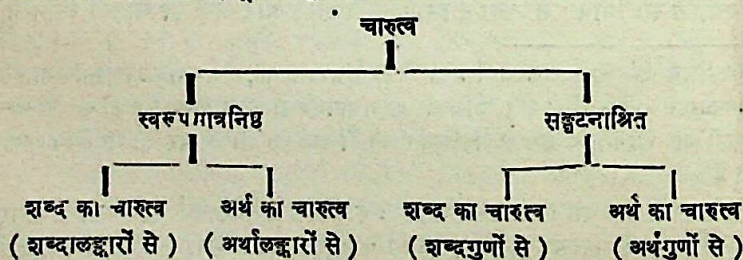 चारुत्व
स्वरूपमात्रनिष्ठ सङ्घटनाश्रित
शब्द का चारुत्व अर्थ का चारुत्व शब्द का चारुत्व अर्थ का चारुत्व
( शब्दालङ्कारों से ) ( अर्थालङ्कारों से ) ( शब्दगुणों से ) ( अर्थगुणों से )